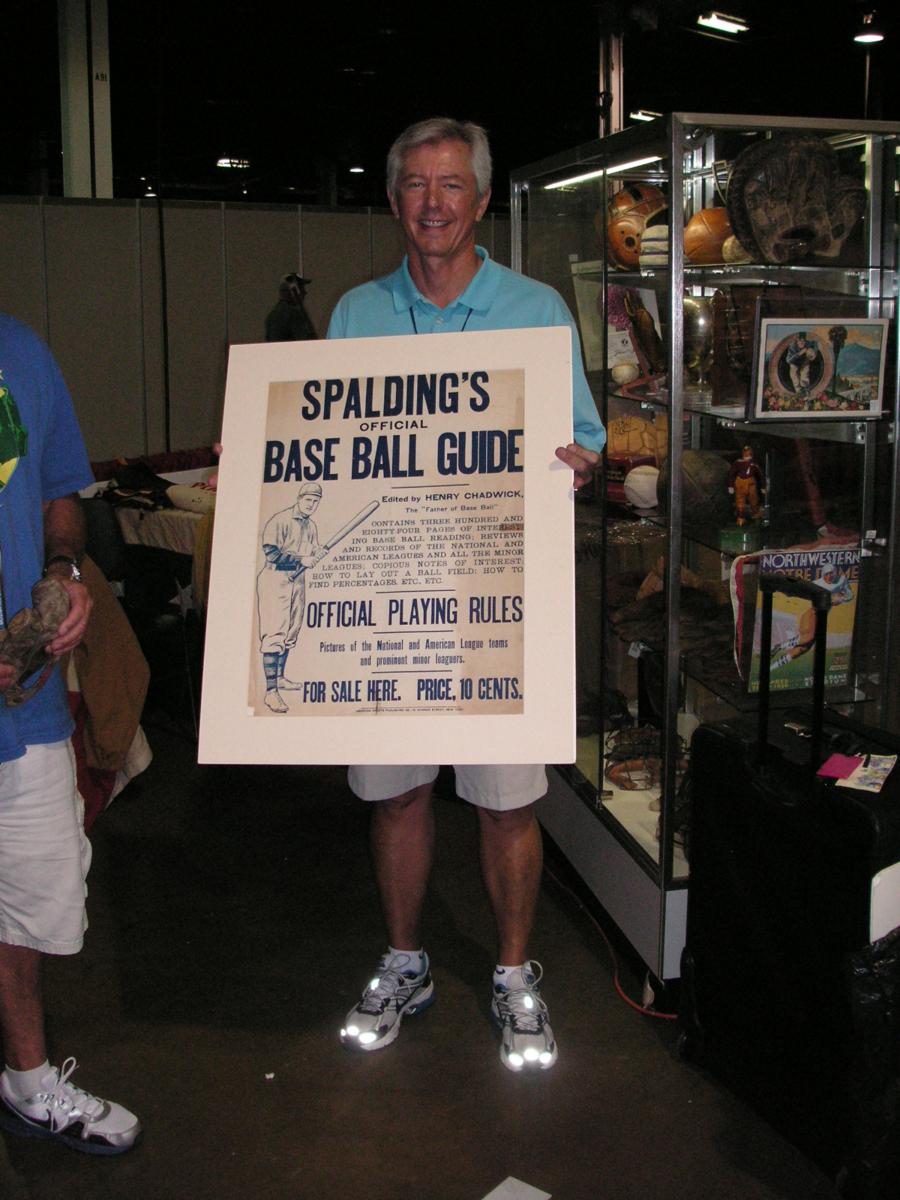 A91
SPALDING'S
OFFICIAL
BASE BALL GUIDE
Edited by HENRY CHADWICK,
The "Father of Base Ball"
CONTAINS THREE HUNDRED AND
EIGHTY-FOUR PAGES OF INTEREST-
ING BASE BALL READING; REVIEWS
AND RECORDS OF THE NATIONAL AND
AMERICAN LEAGUES AND ALL THE MINOR
LEAGUES; COPIOUS NOTES OF INTEREST;
HOW TO LAY OUT A BALL FIELD; HOW TO
FIND PERCENTAGES, ETC., ETC.
OFFICIAL PLAYING RULES
Pictures of the National and American League teams
and prominent minor leaguers.
FOR SALE HERE. PRICE, 10 CENTS.
NORTHWESTERN
NOTRE DAME